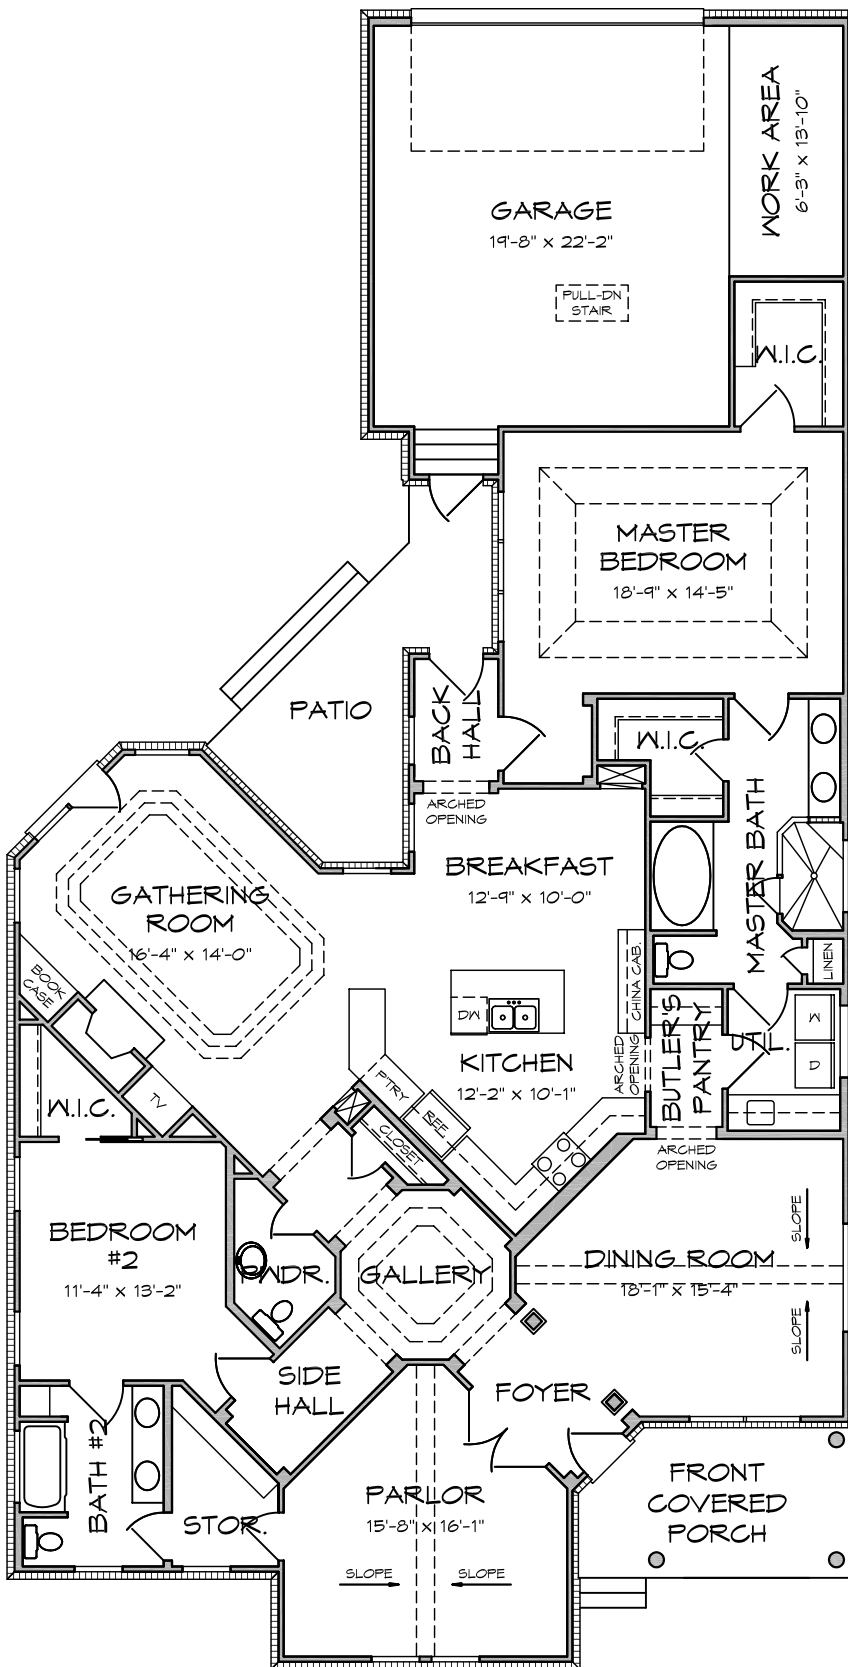 WORK AREA
6'-3" x 13'-10"
GARAGE
19'-8" x 22'-2"
PULL-DN
STAIR
W.I.C.
MASTER
BEDROOM
18'-9" x 14'-5"
PATIO
BACK
HALL
W.I.C.
ARCHED
OPENING
MASTER BATH
BREAKFAST
12'-9" x 10'-0"
GATHERING
ROOM
16'-4" x 14'-0"
CHINA CAB.
LINEN
BOOK
CASE
DW
KITCHEN
12'-2" x 10'-1"
ARCHED
OPENING
BUTLER'S
PANTRY
UTIL.
W
D
TV
W.I.C.
P'TRY
REF
CLOSET
ARCHED
OPENING
BEDROOM
#2
11'-4" x 13'-2"
PWDR.
GALLERY
DINING ROOM
18'-1" x 15'-4"
SLOPE
SLOPE
SIDE
HALL
FOYER
BATH #2
STOR.
PARLOR
15'-8" x 16'-1"
SLOPE
SLOPE
FRONT
COVERED
PORCH